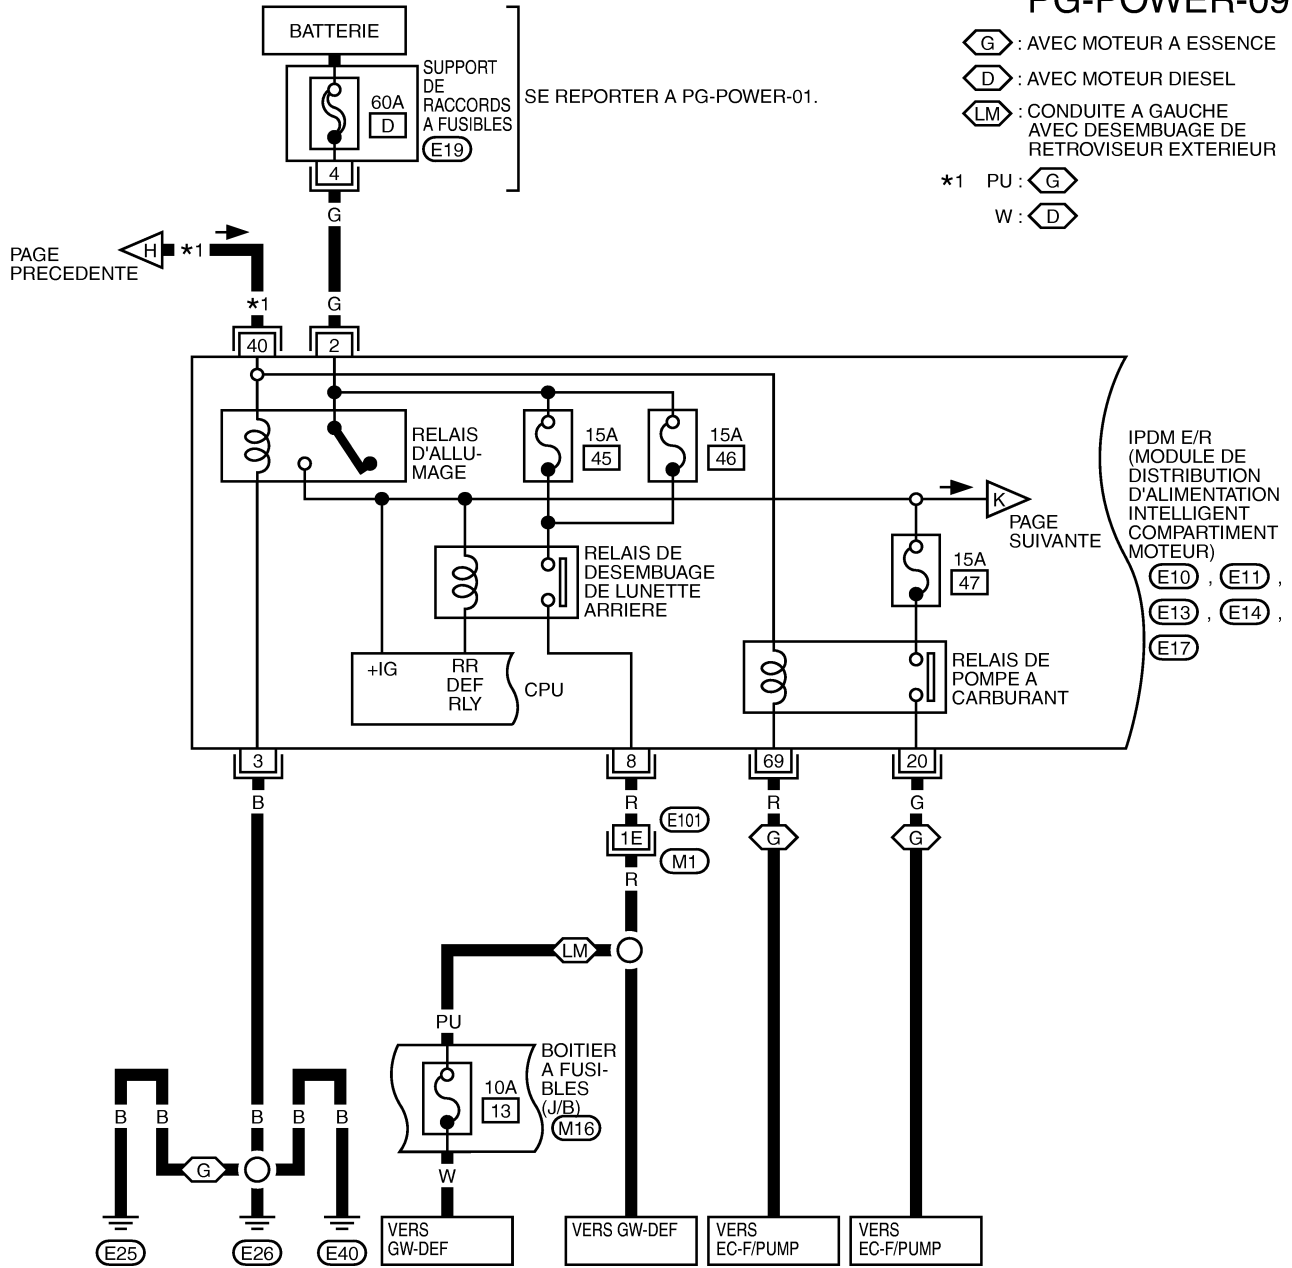 PG-POWER-09
BATTERIE
60A
D
SUPPORT
DE
RACCORDS
A FUSIBLES
E19
SE REPORTER A PG-POWER-01.
G : AVEC MOTEUR A ESSENCE
D : AVEC MOTEUR DIESEL
LM : CONDUITE A GAUCHE
AVEC DESEMBUAGE DE
RETROVISEUR EXTERIEUR
*1 PU : G
W : D
4
G
PAGE
PRECEDENTE
H
*1
*1
G
40
2
RELAIS
D'ALLU-
MAGE
15A
45
15A
46
K
PAGE
SUIVANTE
IPDM E/R
(MODULE DE
DISTRIBUTION
D'ALIMENTATION
INTELLIGENT
COMPARTIMENT
MOTEUR)
E10 , E11 ,
E13 , E14 ,
E17
RELAIS DE
DESEMBUAGE
DE LUNETTE
ARRIERE
15A
47
+IG
RR
DEF
RLY
CPU
RELAIS DE
POMPE A
CARBURANT
3
8
69
20
B
R
R
G
E101
1E
M1
G
G
R
LM
PU
BOITIER
A FUSI-
BLES
(J/B)
M16
10A
13
B
B
B
B
B
G
W
VERS
GW-DEF
VERS GW-DEF
VERS
EC-F/PUMP
VERS
EC-F/PUMP
E25
E26
E40